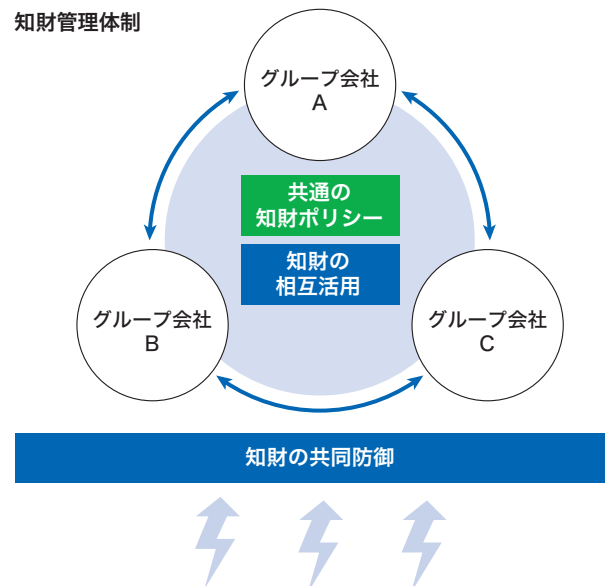 知財管理体制
グループ会社
A
共通の
知財ポリシー
知財の
相互活用
グループ会社
B
グループ会社
C
知財の共同防御